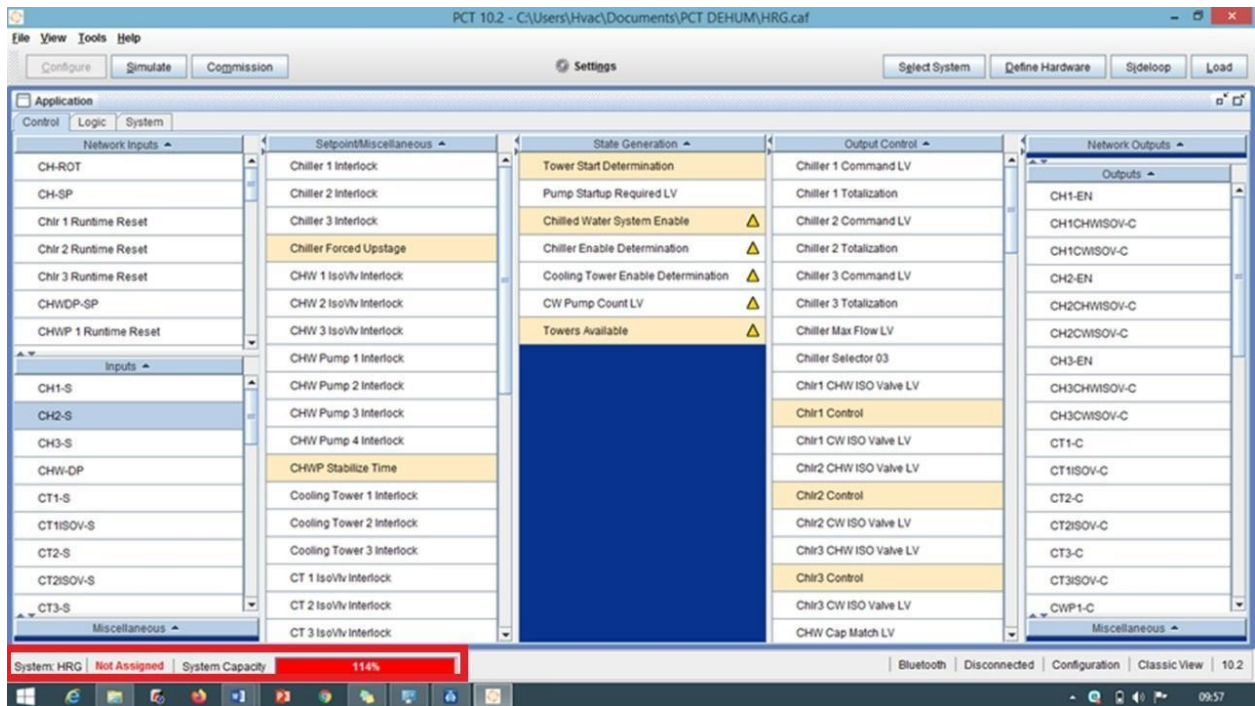 PCT 10.2 - C:\Users\Hvac\Documents\PCT DEHUM\HRG.caf
File View Tools Help
Configure Simulate Commission Settings Select System Define Hardware Sideloop Load
Application
Control Logic System
Network Inputs
CH-ROT
CH-SP
Chlr 1 Runtime Reset
Chlr 2 Runtime Reset
Chlr 3 Runtime Reset
CHWDP-SP
CHWP 1 Runtime Reset
Inputs
CH1-S
CH2-S
CH3-S
CHW-DP
CT1-S
CT1ISOV-S
CT2-S
CT2ISOV-S
CT3-S
Miscellaneous
Setpoint/Miscellaneous
Chiller 1 Interlock
Chiller 2 Interlock
Chiller 3 Interlock
Chiller Forced Upstage
CHW 1 IsoVlv Interlock
CHW 2 IsoVlv Interlock
CHW 3 IsoVlv Interlock
CHW Pump 1 Interlock
CHW Pump 2 Interlock
CHW Pump 3 Interlock
CHW Pump 4 Interlock
CHWP Stabilize Time
Cooling Tower 1 Interlock
Cooling Tower 2 Interlock
Cooling Tower 3 Interlock
CT 1 IsoVlv Interlock
CT 2 IsoVlv Interlock
CT 3 IsoVlv Interlock
State Generation
Tower Start Determination
Pump Startup Required LV
Chilled Water System Enable
Chiller Enable Determination
Cooling Tower Enable Determination
CW Pump Count LV
Towers Available
Output Control
Chiller 1 Command LV
Chiller 1 Totalization
Chiller 2 Command LV
Chiller 2 Totalization
Chiller 3 Command LV
Chiller 3 Totalization
Chiller Max Flow LV
Chiller Selector 03
Chlr1 CHW ISO Valve LV
Chlr1 Control
Chlr1 CW ISO Valve LV
Chlr2 CHW ISO Valve LV
Chlr2 Control
Chlr2 CW ISO Valve LV
Chlr3 CHW ISO Valve LV
Chlr3 Control
Chlr3 CW ISO Valve LV
CHW Cap Match LV
Network Outputs
Outputs
CH1-EN
CH1CHWISOV-C
CH1CWISOV-C
CH2-EN
CH2CHWISOV-C
CH2CWISOV-C
CH3-EN
CH3CHWISOV-C
CH3CWISOV-C
CT1-C
CT1ISOV-C
CT2-C
CT2ISOV-C
CT3-C
CT3ISOV-C
CWP1-C
Miscellaneous
System: HRG Not Assigned System Capacity 114% Bluetooth Disconnected Configuration Classic View 10.2
09:57